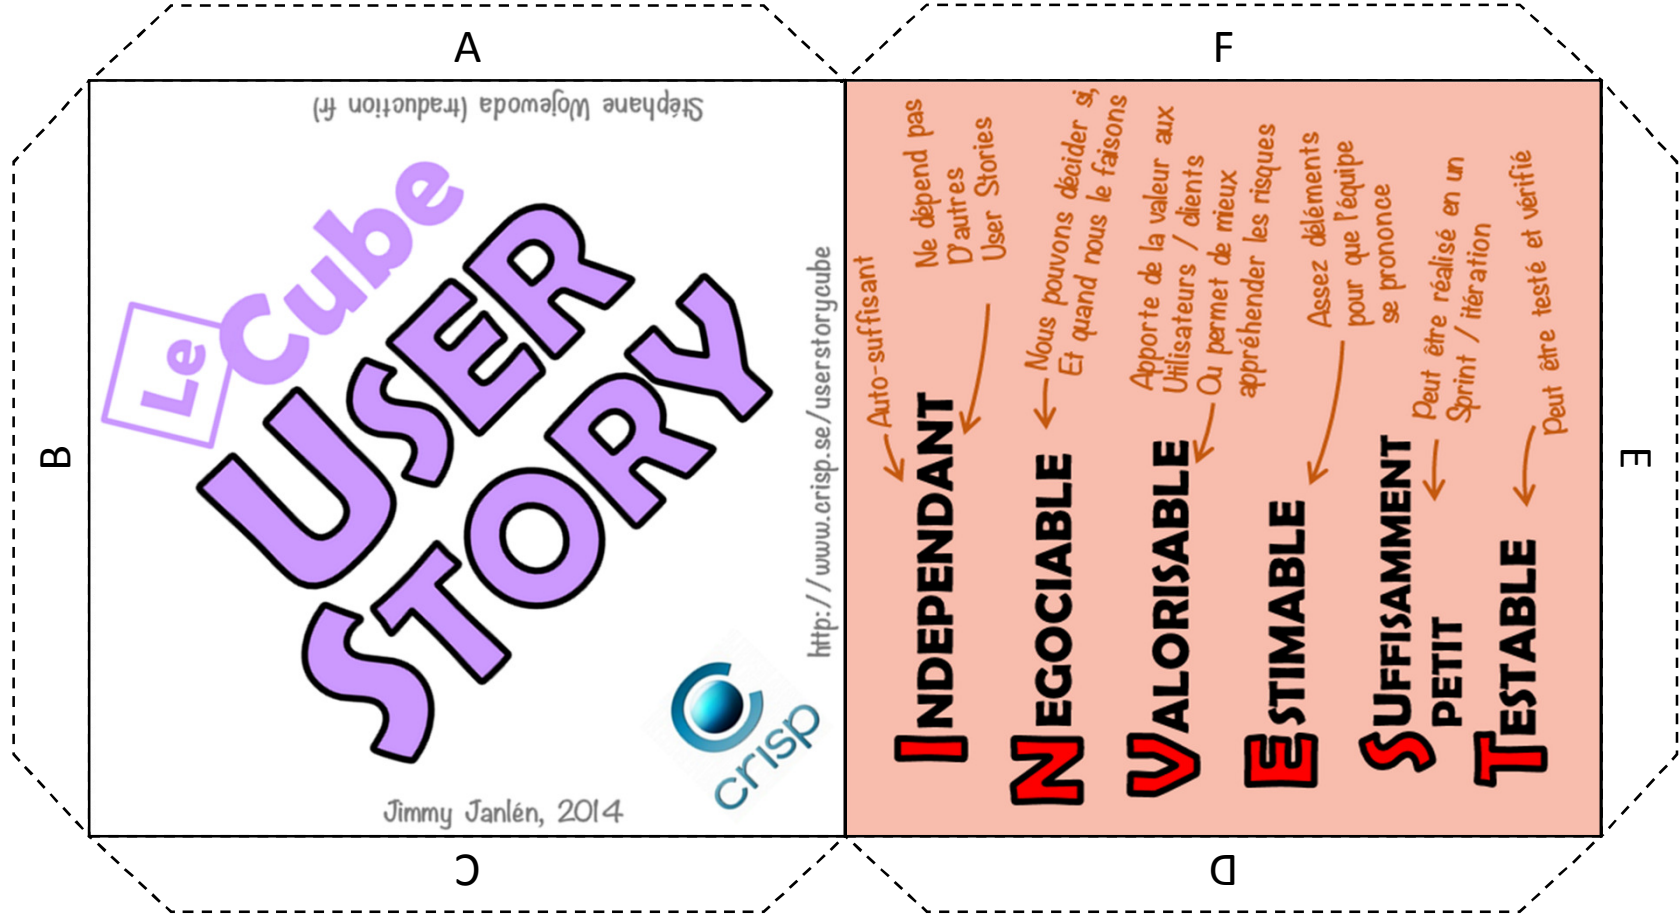 A
F
B
E
C
D
Stéphane Wojewoda (traduction fr)
Le
Cube
USER
STORY
http://www.crisp.se/userstorycube
crisp
Jimmy Janlén, 2014
INDEPENDANT
Auto-suffisant
Ne dépend pas
D'autres
User Stories
NEGOCIABLE
Nous pouvons décider si,
Et quand nous le faisons
VALORISABLE
Apporte de la valeur aux
Utilisateurs / clients
Ou permet de mieux
appréhender les risques
ESTIMABLE
Assez déléments
pour que l'équipe
se prononce
SUFFISAMMENT
PETIT
Peut être réalisé en un
Sprint / itération
TESTABLE
Peut être testé et vérifié